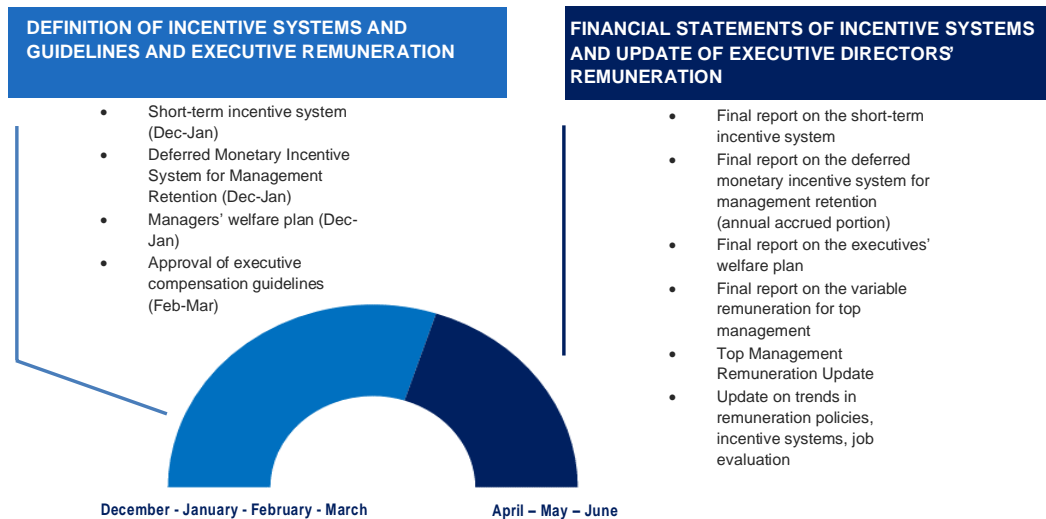 DEFINITION OF INCENTIVE SYSTEMS AND
GUIDELINES AND EXECUTIVE REMUNERATION
• Short-term incentive system
(Dec-Jan)
• Deferred Monetary Incentive
System for Management
Retention (Dec-Jan)
• Managers’ welfare plan (Dec-
Jan)
• Approval of executive
compensation guidelines
(Feb-Mar)
FINANCIAL STATEMENTS OF INCENTIVE SYSTEMS
AND UPDATE OF EXECUTIVE DIRECTORS’
REMUNERATION
• Final report on the short-term
incentive system
• Final report on the deferred
monetary incentive system for
management retention
(annual accrued portion)
• Final report on the executives’
welfare plan
• Final report on the variable
remuneration for top
management
• Top Management
Remuneration Update
• Update on trends in
remuneration policies,
incentive systems, job
evaluation
December - January - February - March
April – May – June